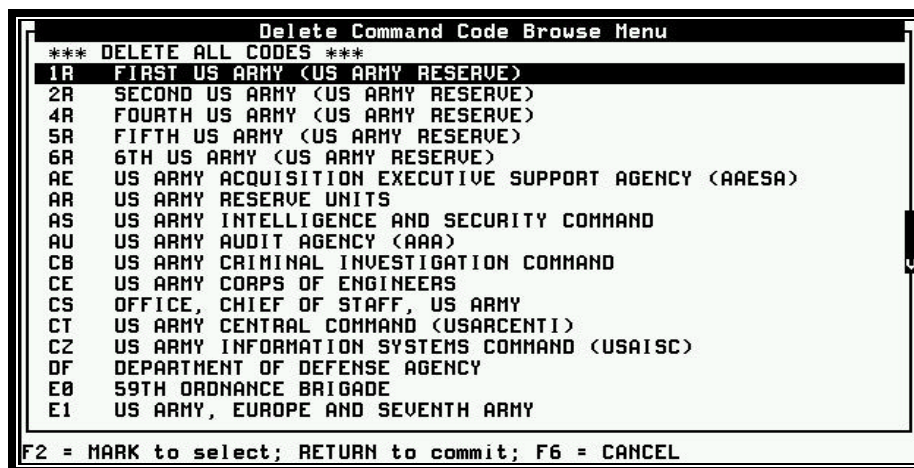 Delete Command Code Browse Menu
*** DELETE ALL CODES ***
1R FIRST US ARMY (US ARMY RESERVE)
2R SECOND US ARMY (US ARMY RESERVE)
4R FOURTH US ARMY (US ARMY RESERVE)
5R FIFTH US ARMY (US ARMY RESERVE)
6R 6TH US ARMY (US ARMY RESERVE)
AE US ARMY ACQUISITION EXECUTIVE SUPPORT AGENCY (AAESA)
AR US ARMY RESERVE UNITS
AS US ARMY INTELLIGENCE AND SECURITY COMMAND
AU US ARMY AUDIT AGENCY (AAA)
CB US ARMY CRIMINAL INVESTIGATION COMMAND
CE US ARMY CORPS OF ENGINEERS
CS OFFICE, CHIEF OF STAFF, US ARMY
CT US ARMY CENTRAL COMMAND (USARCENTI)
CZ US ARMY INFORMATION SYSTEMS COMMAND (USAISC)
DF DEPARTMENT OF DEFENSE AGENCY
E0 59TH ORDNANCE BRIGADE
E1 US ARMY, EUROPE AND SEVENTH ARMY
F2 = MARK to select; RETURN to commit; F6 = CANCEL